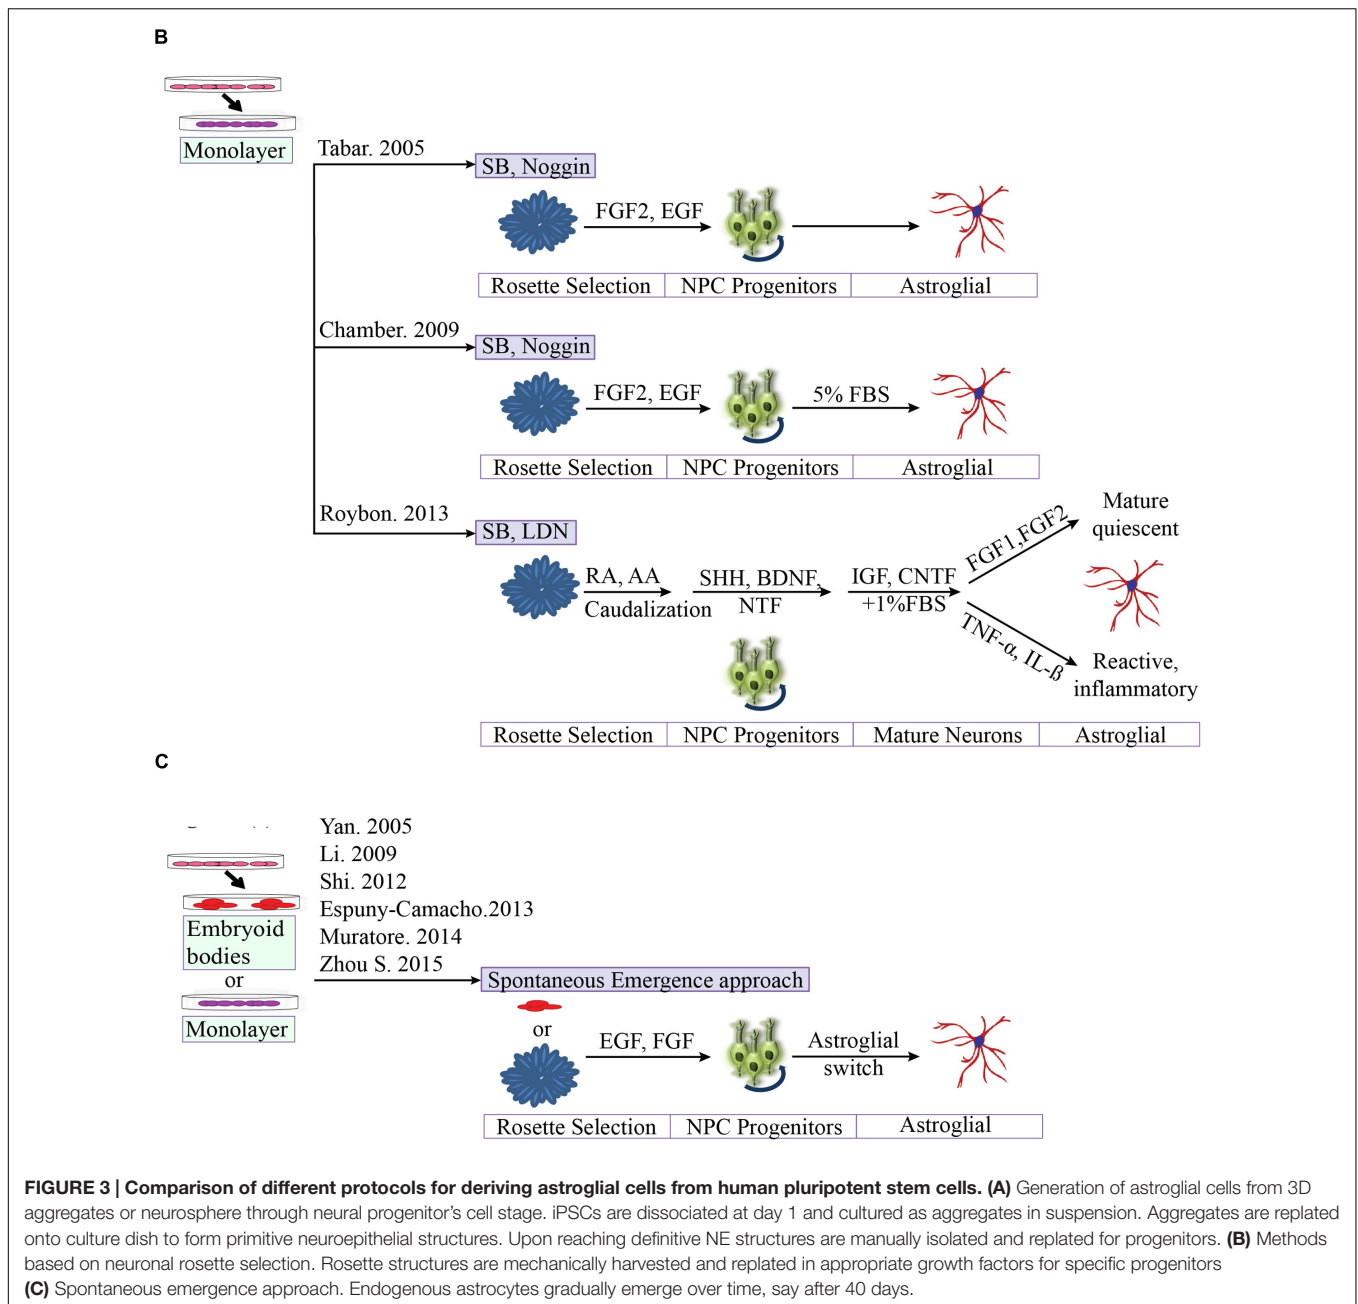 B
Monolayer
Tabar. 2005
SB, Noggin
FGF2, EGF
Rosette Selection
NPC Progenitors
Astroglial
Chamber. 2009
SB, Noggin
FGF2, EGF
5% FBS
Rosette Selection
NPC Progenitors
Astroglial
Roybon. 2013
SB, LDN
RA, AA
Caudalization
SHH, BDNF,
NTF
IGF, CNTF
+1%FBS
FGF1,FGF2
Mature
quiescent
TNF-α, IL-ß
Reactive,
inflammatory
Rosette Selection
NPC Progenitors
Mature Neurons
Astroglial
C
Embryoid
bodies
or
Monolayer
Yan. 2005
Li. 2009
Shi. 2012
Espuny-Camacho.2013
Muratore. 2014
Zhou S. 2015
Spontaneous Emergence approach
or
EGF, FGF
Astroglial
switch
Rosette Selection
NPC Progenitors
Astroglial
FIGURE 3 | Comparison of different protocols for deriving astroglial cells from human pluripotent stem cells. (A) Generation of astroglial cells from 3D
aggregates or neurosphere through neural progenitor's cell stage. iPSCs are dissociated at day 1 and cultured as aggregates in suspension. Aggregates are replated
onto culture dish to form primitive neuroepithelial structures. Upon reaching definitive NE structures are manually isolated and replated for progenitors. (B) Methods
based on neuronal rosette selection. Rosette structures are mechanically harvested and replated in appropriate growth factors for specific progenitors
(C) Spontaneous emergence approach. Endogenous astrocytes gradually emerge over time, say after 40 days.